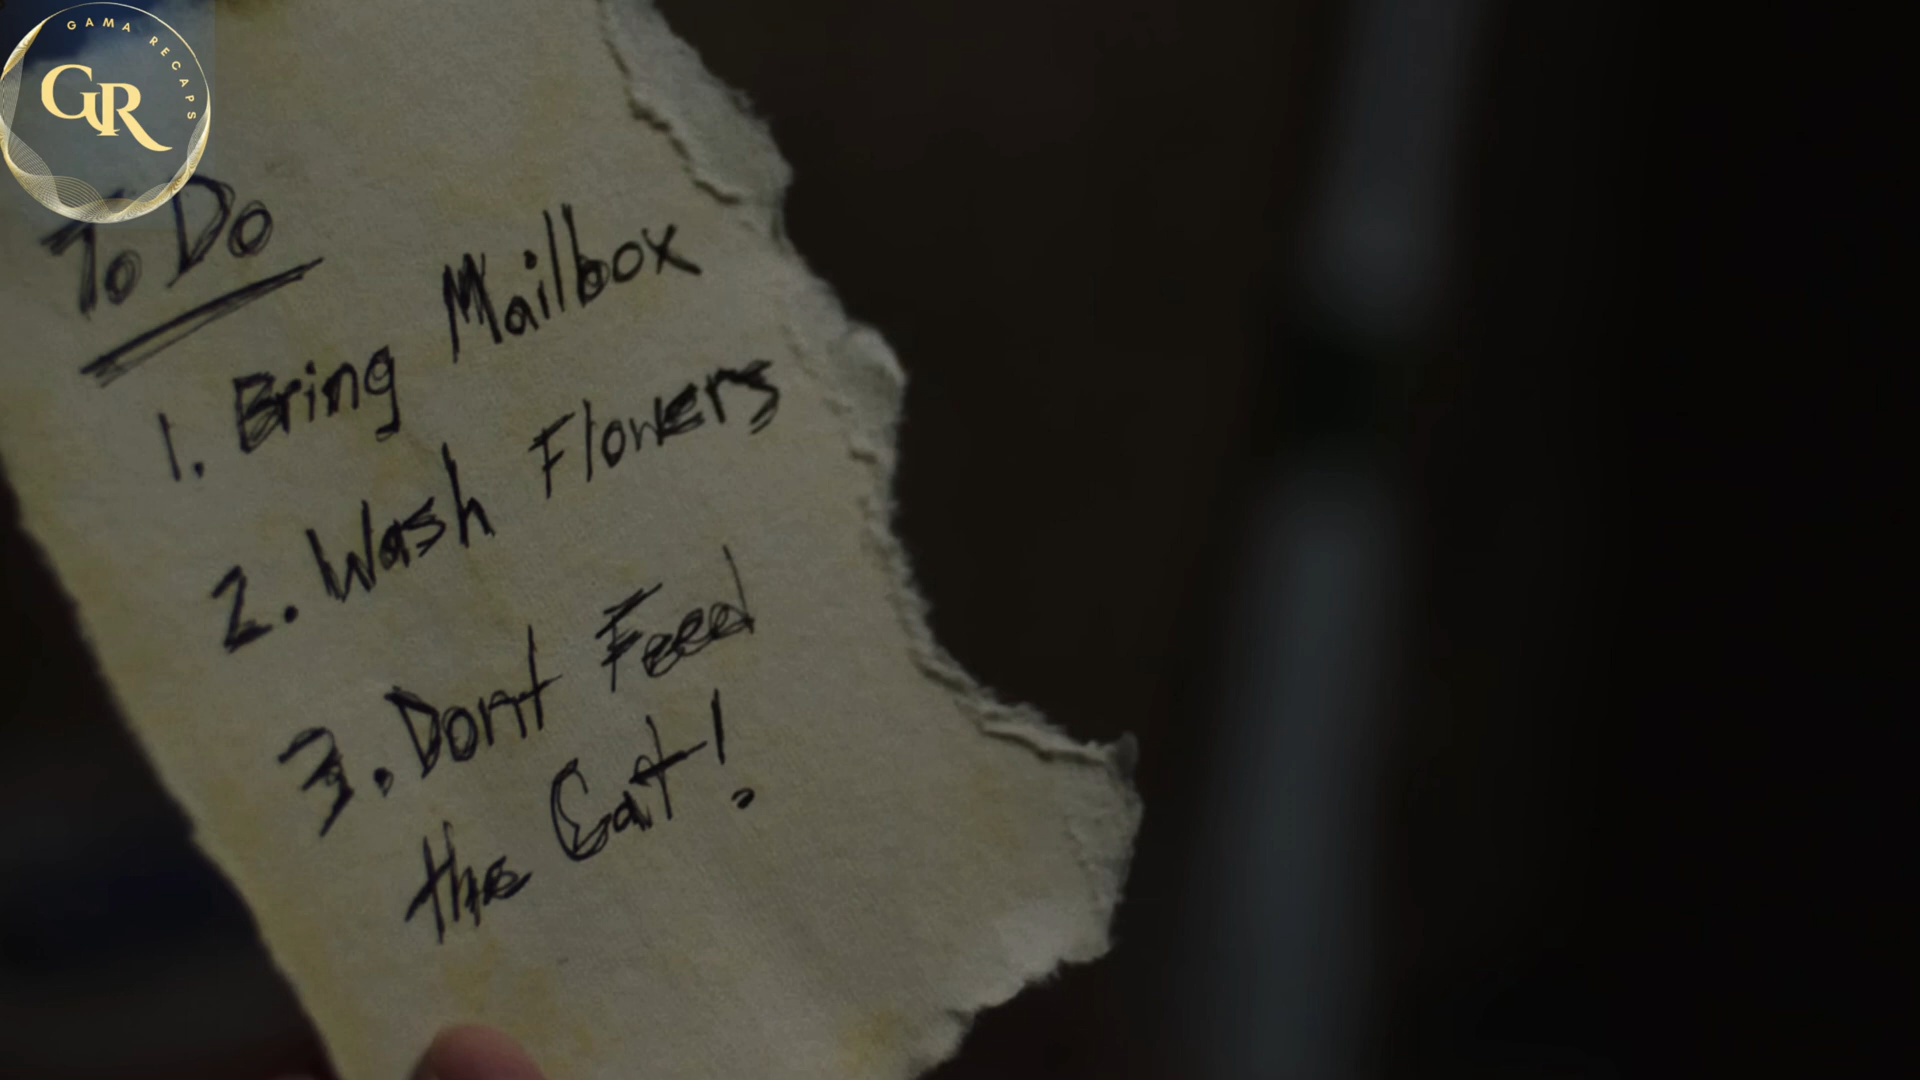 GAMA RECAPS
GR
To Do
1. Bring Mailbox
2. Wash Flowers
3. Dont Feed
the Cat!